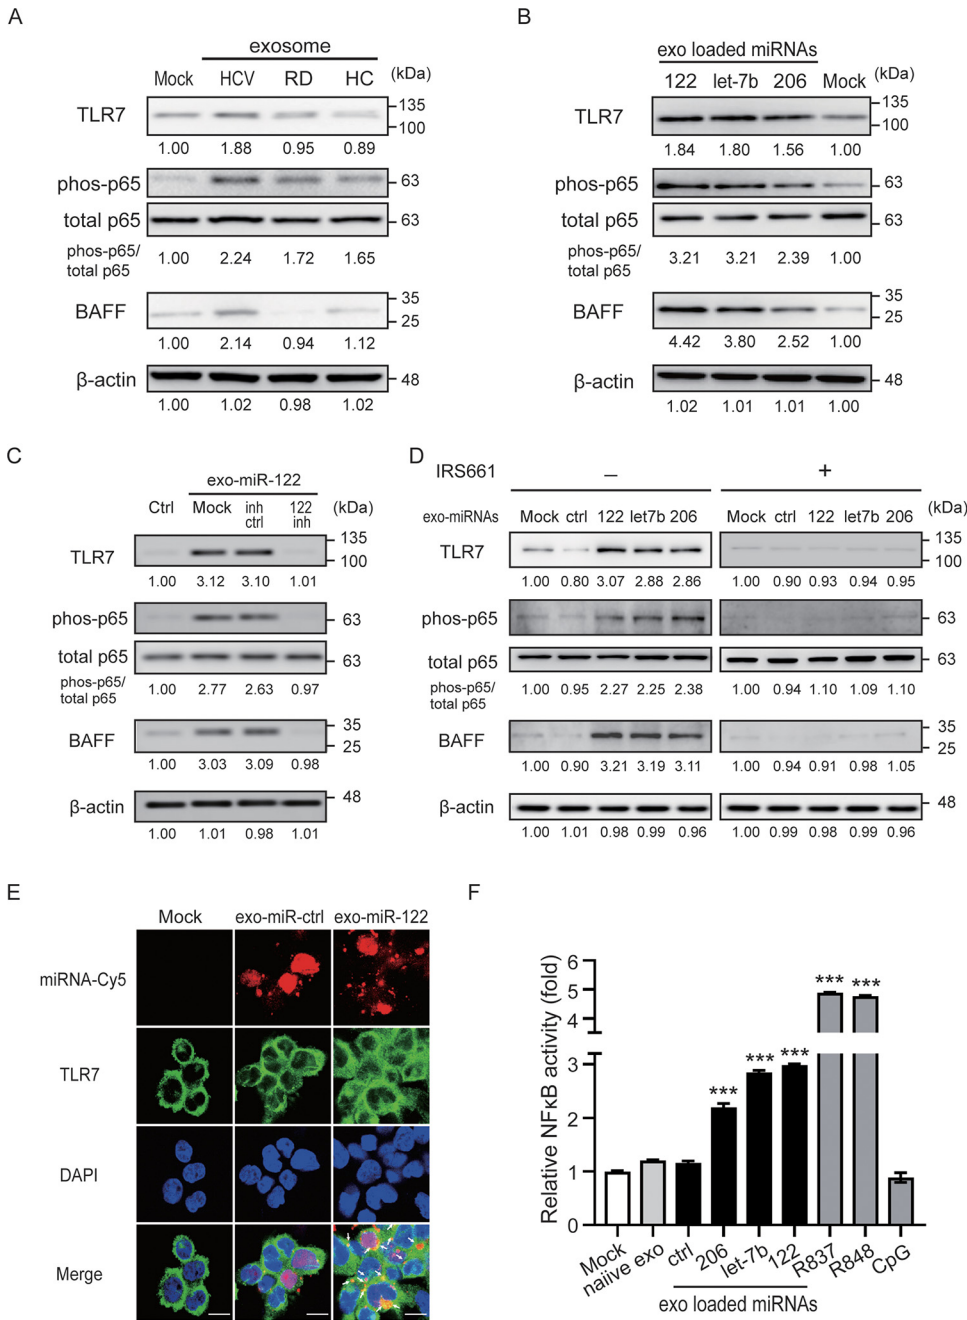 A
exosome
Mock HCV RD HC (kDa)
TLR7 135
100
1.00 1.88 0.95 0.89
phos-p65 63
total p65 63
phos-p65/
total p65 1.00 2.24 1.72 1.65
BAFF 35
25
1.00 2.14 0.94 1.12
β-actin 48
1.00 1.02 0.98 1.02
B
exo loaded miRNAs
122 let-7b 206 Mock (kDa)
TLR7 135
100
1.84 1.80 1.56 1.00
phos-p65 63
total p65 63
phos-p65/
total p65 3.21 3.21 2.39 1.00
BAFF 35
25
4.42 3.80 2.52 1.00
β-actin 48
1.02 1.01 1.01 1.00
C
exo-miR-122
Ctrl Mock inh ctrl 122 inh (kDa)
TLR7 135
100
1.00 3.12 3.10 1.01
phos-p65 63
total p65 63
phos-p65/
total p65 1.00 2.77 2.63 0.97
BAFF 35
25
1.00 3.03 3.09 0.98
β-actin 48
1.00 1.01 0.98 1.01
D
IRS661 – +
exo-miRNAs Mock ctrl 122 let7b 206 Mock ctrl 122 let7b 206 (kDa)
TLR7 135
100
1.00 0.80 3.07 2.88 2.86 1.00 0.90 0.93 0.94 0.95
phos-p65 63
total p65 63
phos-p65/
total p65 1.00 0.95 2.27 2.25 2.38 1.00 0.94 1.10 1.09 1.10
BAFF 35
25
1.00 0.90 3.21 3.19 3.11 1.00 0.94 0.91 0.98 1.05
β-actin 48
1.00 1.01 0.98 0.99 0.96 1.00 0.99 0.98 0.99 0.96
E
Mock exo-miR-ctrl exo-miR-122
miRNA-Cy5
TLR7
DAPI
Merge
F
Relative NFκB activity (fold)
6
5
4
3
2
1
0
*** *** *** *** ***
Mock naiive exo ctrl 206 let-7b 122 R837 R848 CpG
exo loaded miRNAs